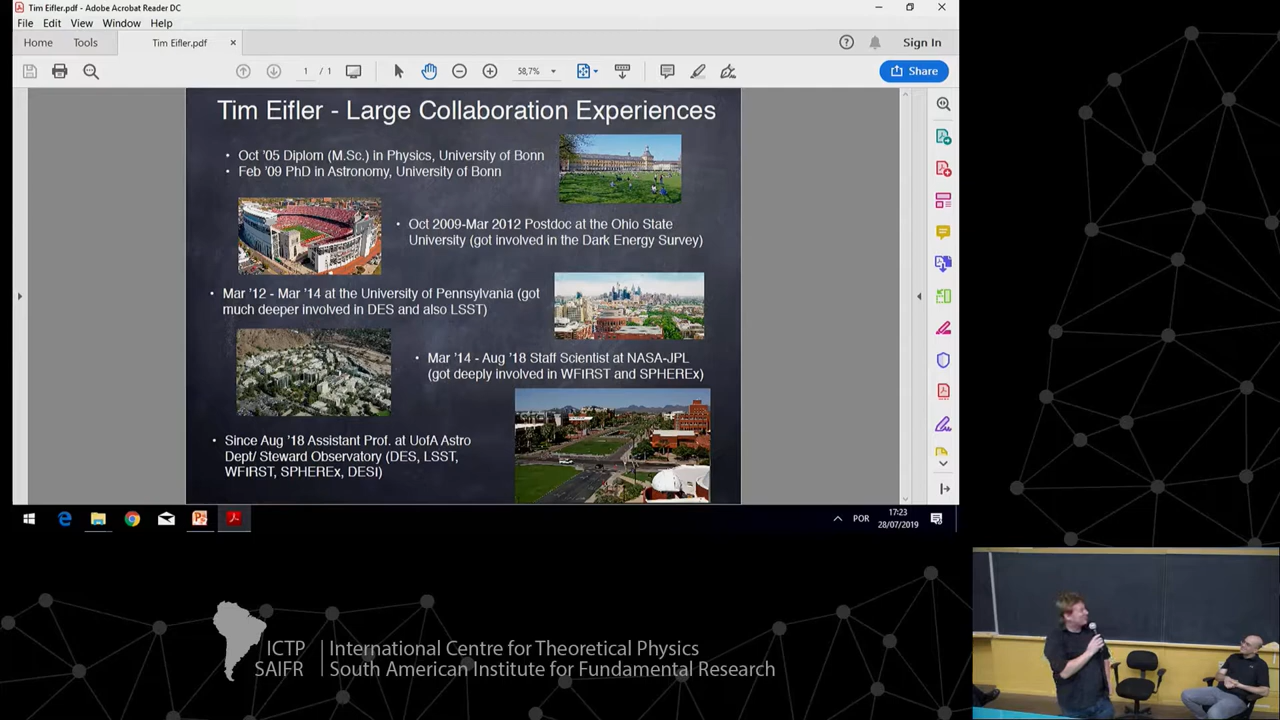 Tim Eifler.pdf - Adobe Acrobat Reader DC
File Edit View Window Help
Home Tools Tim Eifler.pdf × Sign In
1 / 1 58,7% Share
Tim Eifler - Large Collaboration Experiences
• Oct '05 Diplom (M.Sc.) in Physics, University of Bonn
• Feb '09 PhD in Astronomy, University of Bonn
• Oct 2009-Mar 2012 Postdoc at the Ohio State
University (got involved in the Dark Energy Survey)
• Mar '12 - Mar '14 at the University of Pennsylvania (got
much deeper involved in DES and also LSST)
• Mar '14 - Aug '18 Staff Scientist at NASA-JPL
(got deeply involved in WFIRST and SPHEREx)
• Since Aug '18 Assistant Prof. at UofA Astro
Dept/ Steward Observatory (DES, LSST,
WFIRST, SPHEREx, DESI)
POR
17:23
28/07/2019
ICTP
SAIFR
International Centre for Theoretical Physics
South American Institute for Fundamental Research